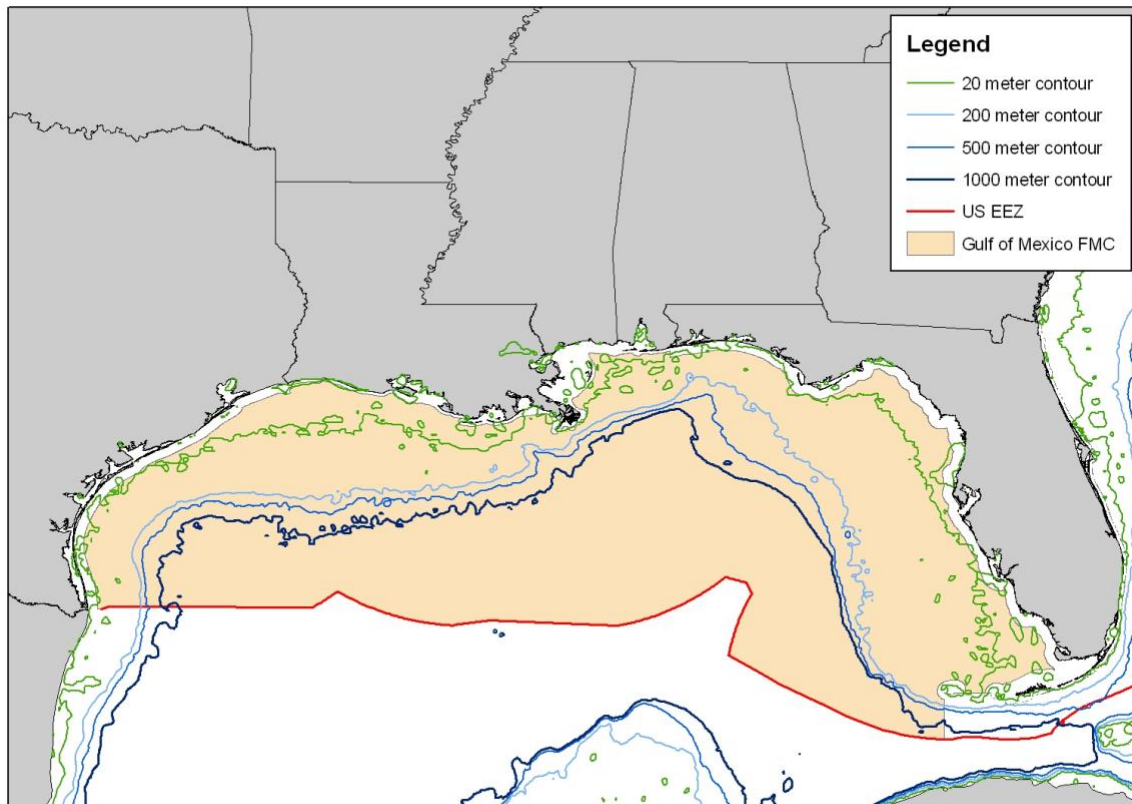 Legend
20 meter contour
200 meter contour
500 meter contour
1000 meter contour
US EEZ
Gulf of Mexico FMC